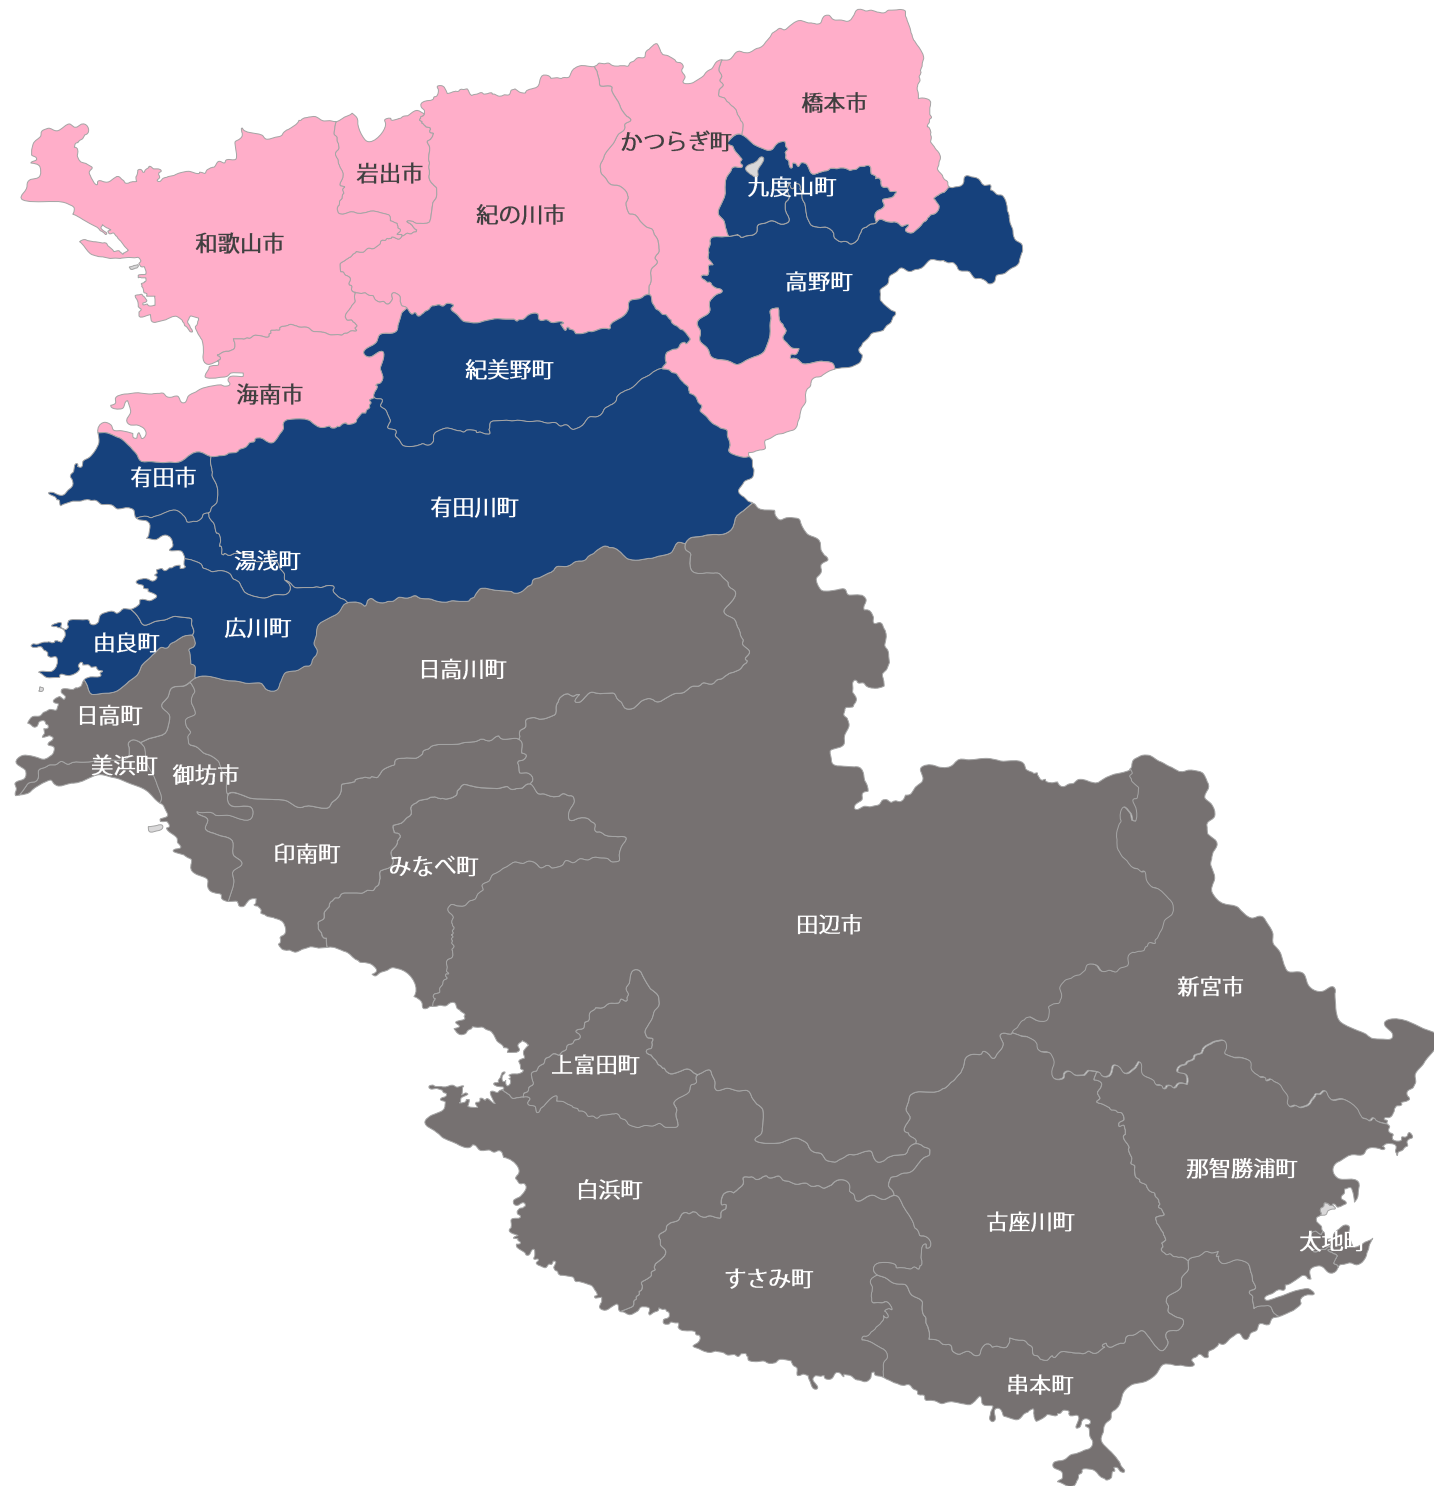 橋本市
かつらぎ町
岩出市
九度山町
紀の川市
和歌山市
高野町
紀美野町
海南市
有田市
有田川町
湯浅町
広川町
由良町
日高川町
日高町
美浜町
御坊市
印南町
みなべ町
田辺市
新宮市
上富田町
那智勝浦町
白浜町
古座川町
太地町
すさみ町
串本町